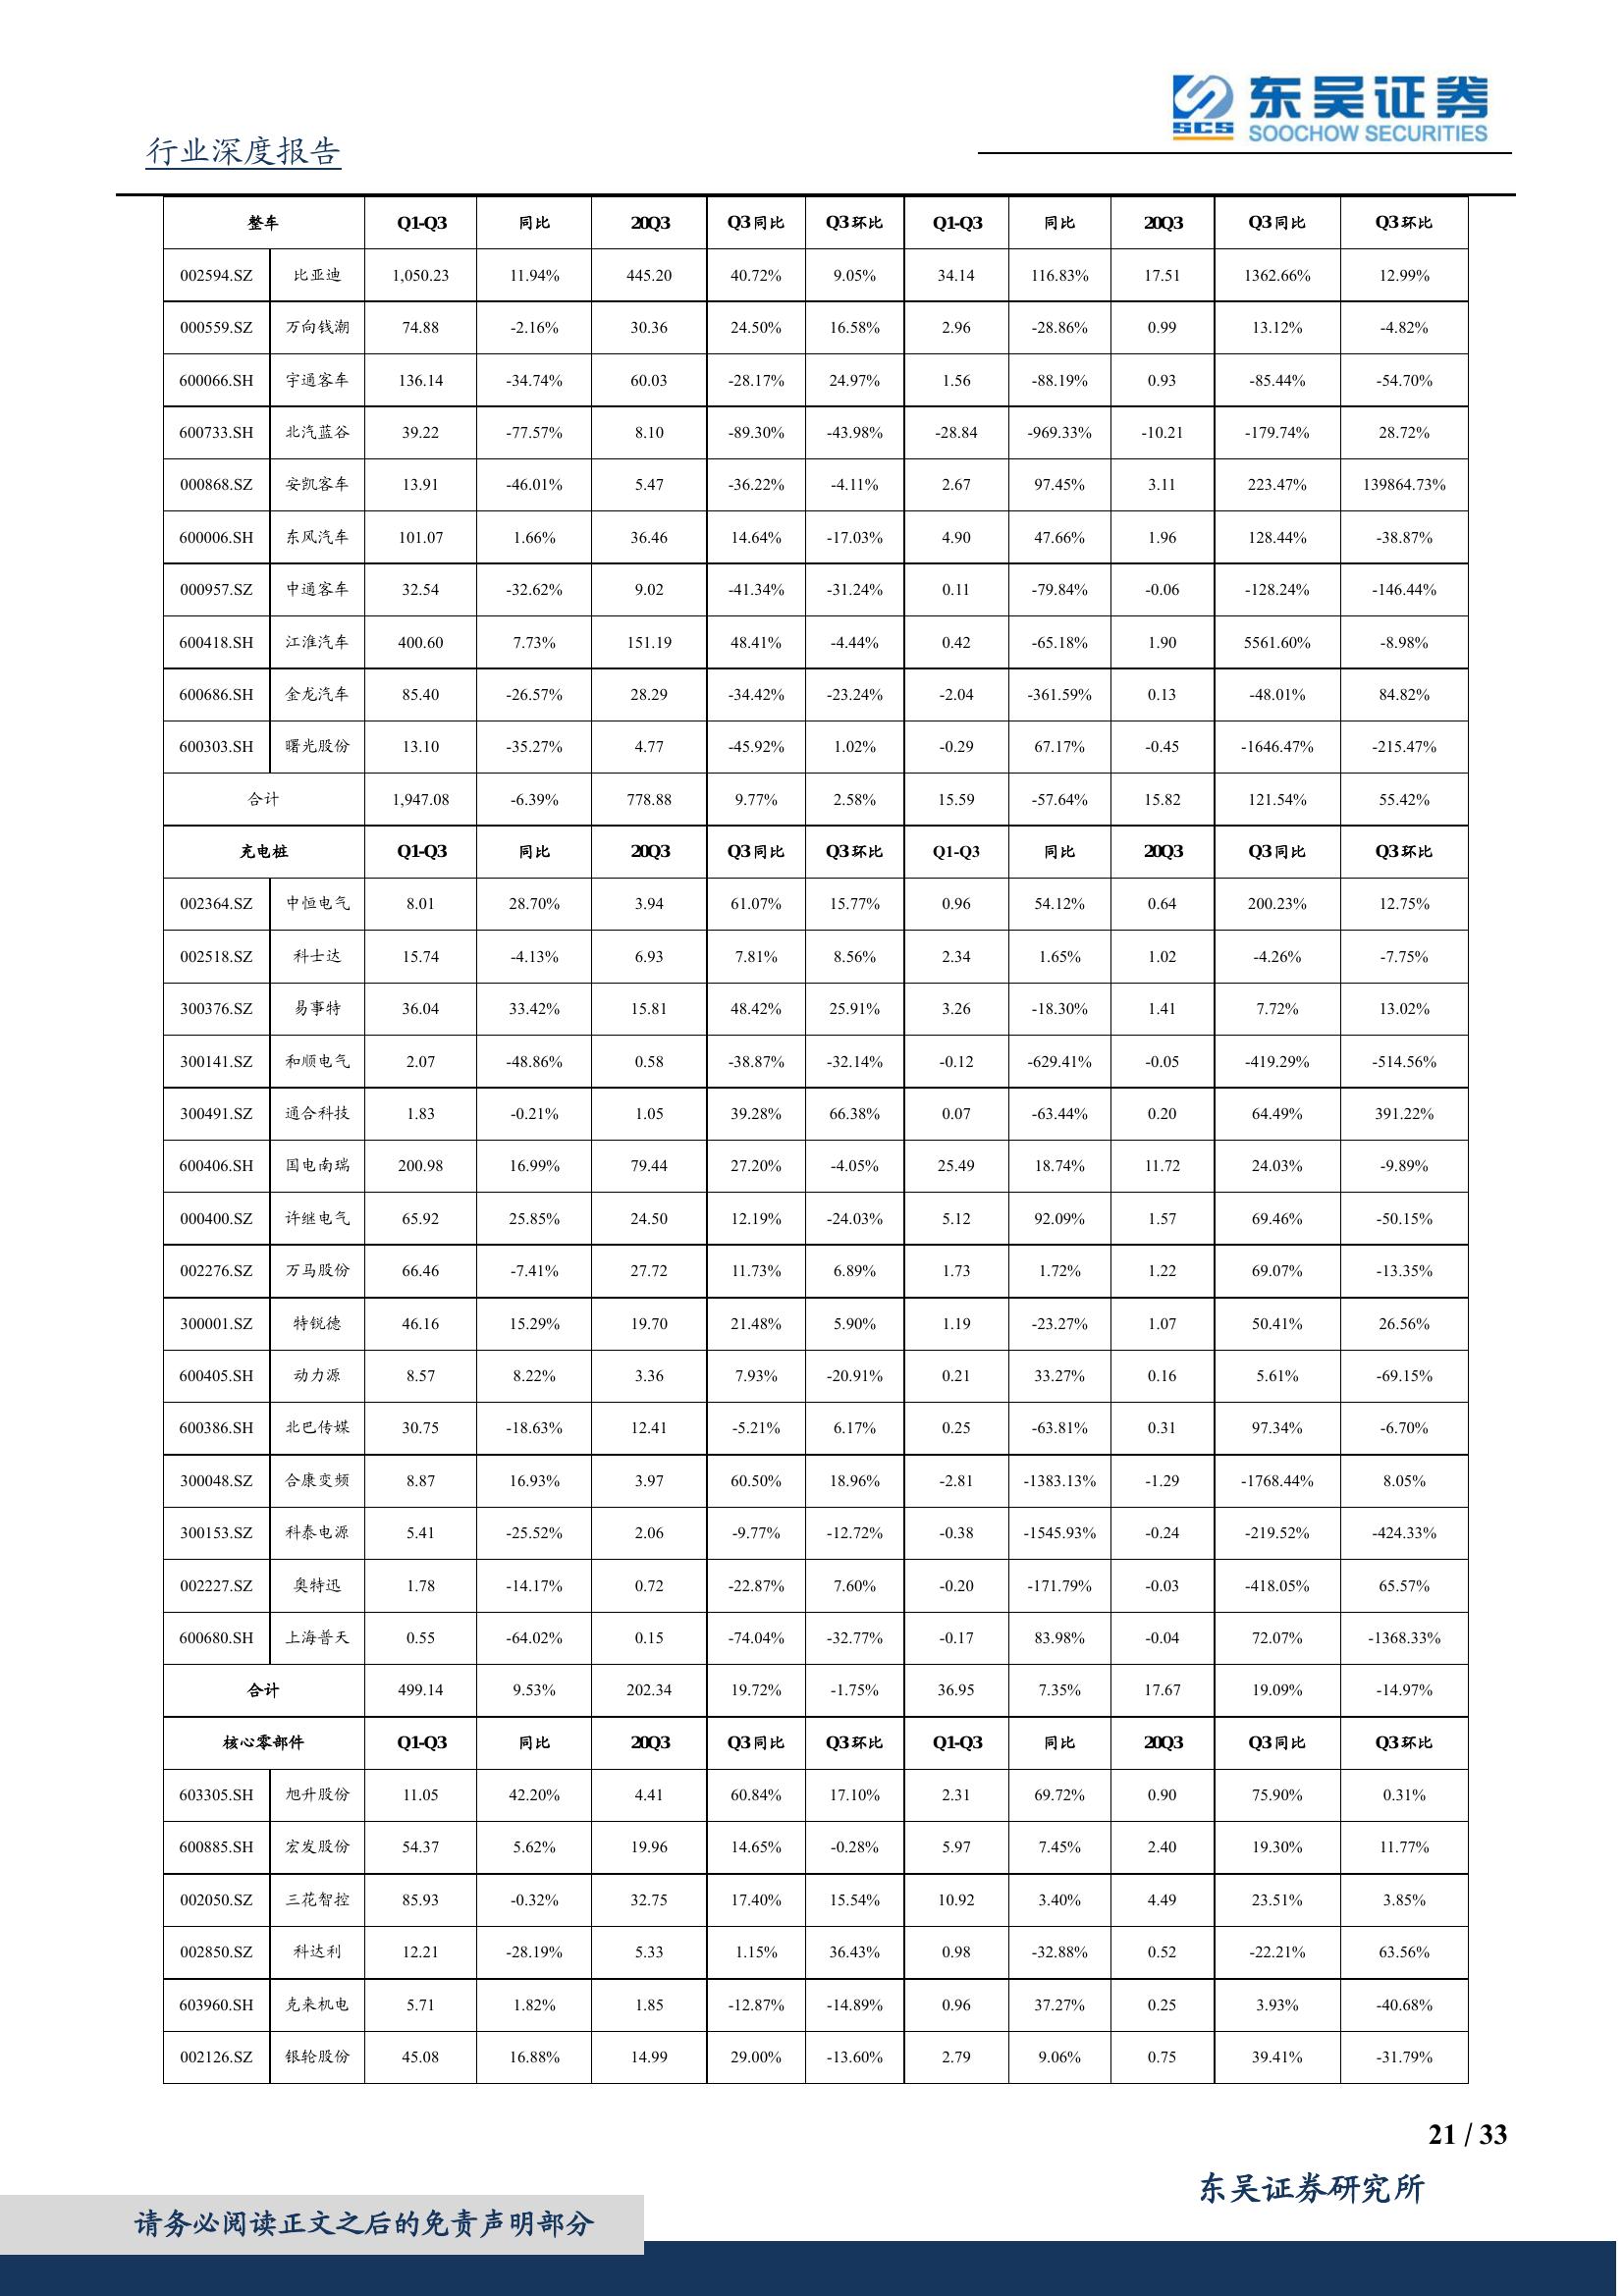 东吴证券
SCS
SOOCHOW SECURITIES
行业深度报告
整车 Q1-Q3 同比 20Q3 Q3同比 Q3环比 Q1-Q3 同比 20Q3 Q3同比 Q3环比
002594.SZ 比亚迪 1,050.23 11.94% 445.20 40.72% 9.05% 34.14 116.83% 17.51 1362.66% 12.99%
000559.SZ 万向钱潮 74.88 -2.16% 30.36 24.50% 16.58% 2.96 -28.86% 0.99 13.12% -4.82%
600066.SH 宇通客车 136.14 -34.74% 60.03 -28.17% 24.97% 1.56 -88.19% 0.93 -85.44% -54.70%
600733.SH 北汽蓝谷 39.22 -77.57% 8.10 -89.30% -43.98% -28.84 -969.33% -10.21 -179.74% 28.72%
000868.SZ 安凯客车 13.91 -46.01% 5.47 -36.22% -4.11% 2.67 97.45% 3.11 223.47% 139864.73%
600006.SH 东风汽车 101.07 1.66% 36.46 14.64% -17.03% 4.90 47.66% 1.96 128.44% -38.87%
000957.SZ 中通客车 32.54 -32.62% 9.02 -41.34% -31.24% 0.11 -79.84% -0.06 -128.24% -146.44%
600418.SH 江淮汽车 400.60 7.73% 151.19 48.41% -4.44% 0.42 -65.18% 1.90 5561.60% -8.98%
600686.SH 金龙汽车 85.40 -26.57% 28.29 -34.42% -23.24% -2.04 -361.59% 0.13 -48.01% 84.82%
600303.SH 曙光股份 13.10 -35.27% 4.77 -45.92% 1.02% -0.29 67.17% -0.45 -1646.47% -215.47%
合计 1,947.08 -6.39% 778.88 9.77% 2.58% 15.59 -57.64% 15.82 121.54% 55.42%
充电桩 Q1-Q3 同比 20Q3 Q3同比 Q3环比 Q1-Q3 同比 20Q3 Q3同比 Q3环比
002364.SZ 中恒电气 8.01 28.70% 3.94 61.07% 15.77% 0.96 54.12% 0.64 200.23% 12.75%
002518.SZ 科士达 15.74 -4.13% 6.93 7.81% 8.56% 2.34 1.65% 1.02 -4.26% -7.75%
300376.SZ 易事特 36.04 33.42% 15.81 48.42% 25.91% 3.26 -18.30% 1.41 7.72% 13.02%
300141.SZ 和顺电气 2.07 -48.86% 0.58 -38.87% -32.14% -0.12 -629.41% -0.05 -419.29% -514.56%
300491.SZ 通合科技 1.83 -0.21% 1.05 39.28% 66.38% 0.07 -63.44% 0.20 64.49% 391.22%
600406.SH 国电南瑞 200.98 16.99% 79.44 27.20% -4.05% 25.49 18.74% 11.72 24.03% -9.89%
000400.SZ 许继电气 65.92 25.85% 24.50 12.19% -24.03% 5.12 92.09% 1.57 69.46% -50.15%
002276.SZ 万马股份 66.46 -7.41% 27.72 11.73% 6.89% 1.73 1.72% 1.22 69.07% -13.35%
300001.SZ 特锐德 46.16 15.29% 19.70 21.48% 5.90% 1.19 -23.27% 1.07 50.41% 26.56%
600405.SH 动力源 8.57 8.22% 3.36 7.93% -20.91% 0.21 33.27% 0.16 5.61% -69.15%
600386.SH 北巴传媒 30.75 -18.63% 12.41 -5.21% 6.17% 0.25 -63.81% 0.31 97.34% -6.70%
300048.SZ 合康变频 8.87 16.93% 3.97 60.50% 18.96% -2.81 -1383.13% -1.29 -1768.44% 8.05%
300153.SZ 科泰电源 5.41 -25.52% 2.06 -9.77% -12.72% -0.38 -1545.93% -0.24 -219.52% -424.33%
002227.SZ 奥特迅 1.78 -14.17% 0.72 -22.87% 7.60% -0.20 -171.79% -0.03 -418.05% 65.57%
600680.SH 上海普天 0.55 -64.02% 0.15 -74.04% -32.77% -0.17 83.98% -0.04 72.07% -1368.33%
合计 499.14 9.53% 202.34 19.72% -1.75% 36.95 7.35% 17.67 19.09% -14.97%
核心零部件 Q1-Q3 同比 20Q3 Q3同比 Q3环比 Q1-Q3 同比 20Q3 Q3同比 Q3环比
603305.SH 旭升股份 11.05 42.20% 4.41 60.84% 17.10% 2.31 69.72% 0.90 75.90% 0.31%
600885.SH 宏发股份 54.37 5.62% 19.96 14.65% -0.28% 5.97 7.45% 2.40 19.30% 11.77%
002050.SZ 三花智控 85.93 -0.32% 32.75 17.40% 15.54% 10.92 3.40% 4.49 23.51% 3.85%
002850.SZ 科达利 12.21 -28.19% 5.33 1.15% 36.43% 0.98 -32.88% 0.52 -22.21% 63.56%
603960.SH 克来机电 5.71 1.82% 1.85 -12.87% -14.89% 0.96 37.27% 0.25 3.93% -40.68%
002126.SZ 银轮股份 45.08 16.88% 14.99 29.00% -13.60% 2.79 9.06% 0.75 39.41% -31.79%
21 / 33
东吴证券研究所
请务必阅读正文之后的免责声明部分